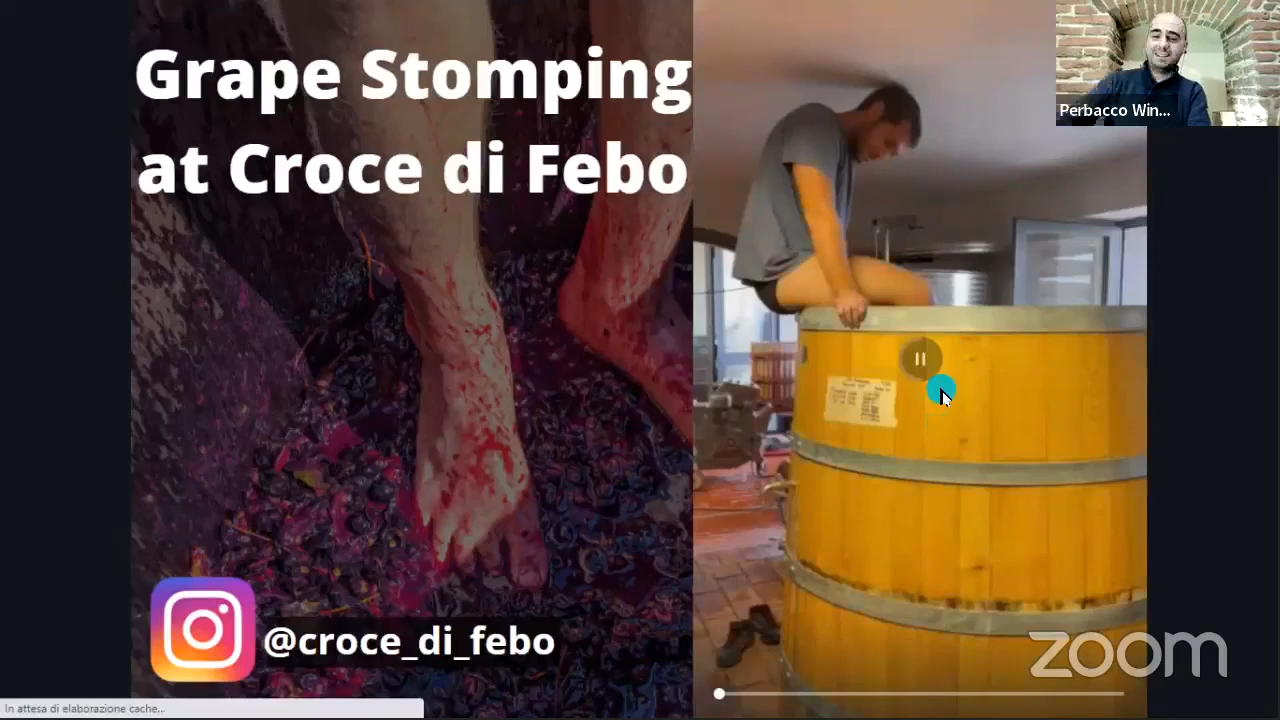 Grape Stomping
at Croce di Febo
Perbacco Win...
@croce_di_febo
zoom
In attesa di elaborazione cache...